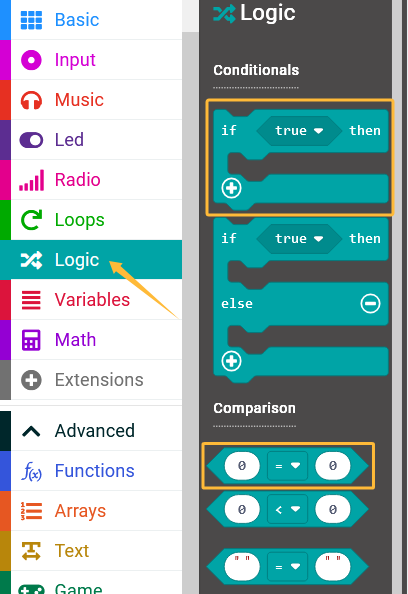 Basic
Input
Music
Led
Radio
Loops
Logic
Variables
Math
Extensions
Advanced
f(x) Functions
Arrays
Text
Game
Logic
Conditionals
if true then
if true then
else
Comparison
0 = 0
0 < 0
" " = " "